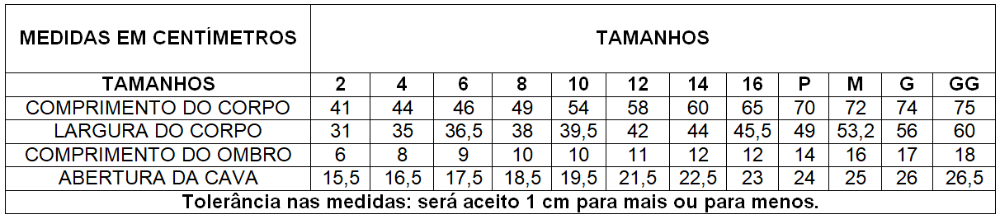 MEDIDAS EM CENTÍMETROS TAMANHOS
TAMANHOS 2 4 6 8 10 12 14 16 P M G GG
COMPRIMENTO DO CORPO 41 44 46 49 54 58 60 65 70 72 74 75
LARGURA DO CORPO 31 35 36,5 38 39,5 42 44 45,5 49 53,2 56 60
COMPRIMENTO DO OMBRO 6 8 9 10 10 11 12 12 14 16 17 18
ABERTURA DA CAVA 15,5 16,5 17,5 18,5 19,5 21,5 22,5 23 24 25 26 26,5
Tolerância nas medidas: será aceito 1 cm para mais ou para menos.